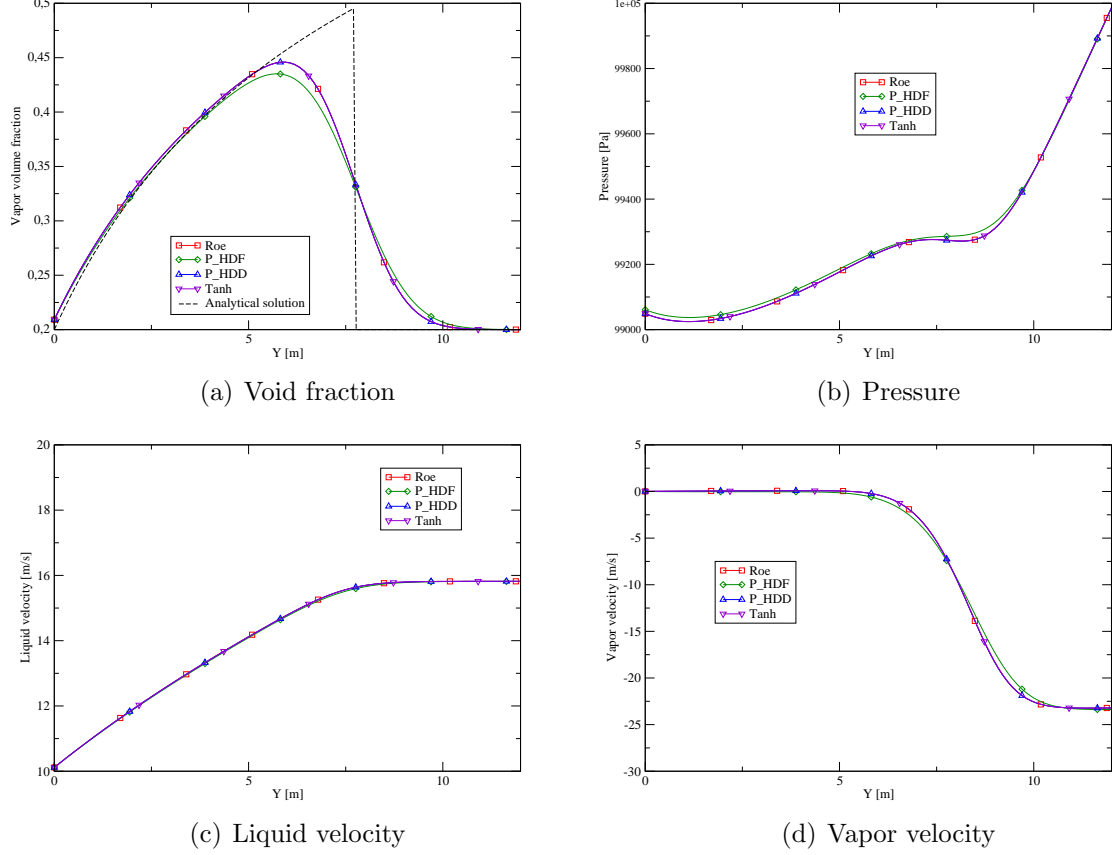 0,5
0,45
0,4
0,35
0,3
0,25
0,2
Vapor volume fraction
Roe
P_HDF
P_HDD
Tanh
Analytical solution
0
5
10
Y [m]
(a) Void fraction
1e+05
99800
99600
99400
99200
99000
Pressure [Pa]
Roe
P_HDF
P_HDD
Tanh
0
5
10
Y [m]
(b) Pressure
20
18
16
14
12
10
Liquid velocity [m/s]
Roe
P_HDF
P_HDD
Tanh
0
5
10
Y [m]
(c) Liquid velocity
5
0
-5
-10
-15
-20
-25
-30
Vapor velocity [m/s]
Roe
P_HDF
P_HDD
Tanh
0
5
10
Y [m]
(d) Vapor velocity